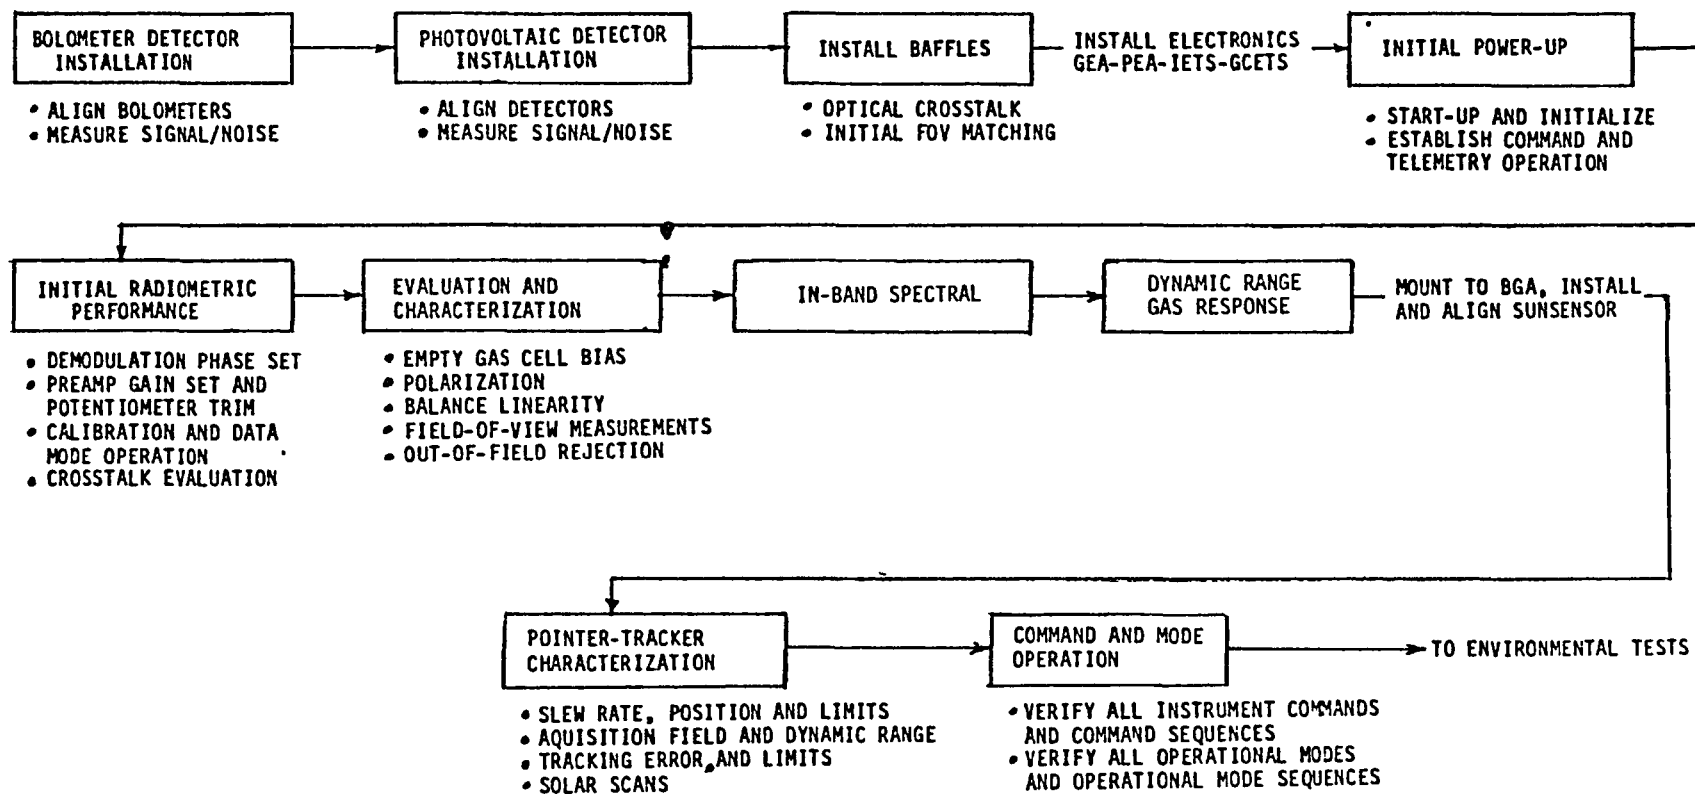 BOLOMETER DETECTOR
INSTALLATION
• ALIGN BOLOMETERS
• MEASURE SIGNAL/NOISE
PHOTOVOLTAIC DETECTOR
INSTALLATION
• ALIGN DETECTORS
• MEASURE SIGNAL/NOISE
INSTALL BAFFLES
• OPTICAL CROSSTALK
• INITIAL FOV MATCHING
INSTALL ELECTRONICS
GEA-PEA-IETS-GCETS
INITIAL POWER-UP
• START-UP AND INITIALIZE
• ESTABLISH COMMAND AND
TELEMETRY OPERATION
INITIAL RADIOMETRIC
PERFORMANCE
• DEMODULATION PHASE SET
• PREAMP GAIN SET AND
POTENTIOMETER TRIM
• CALIBRATION AND DATA
MODE OPERATION
• CROSSTALK EVALUATION
EVALUATION AND
CHARACTERIZATION
• EMPTY GAS CELL BIAS
• POLARIZATION
• BALANCE LINEARITY
• FIELD-OF-VIEW MEASUREMENTS
• OUT-OF-FIELD REJECTION
IN-BAND SPECTRAL
DYNAMIC RANGE
GAS RESPONSE
MOUNT TO BGA, INSTALL
AND ALIGN SUNSENSOR
POINTER-TRACKER
CHARACTERIZATION
• SLEW RATE, POSITION AND LIMITS
• AQUISITION FIELD AND DYNAMIC RANGE
• TRACKING ERROR, AND LIMITS
• SOLAR SCANS
COMMAND AND MODE
OPERATION
• VERIFY ALL INSTRUMENT COMMANDS
AND COMMAND SEQUENCES
• VERIFY ALL OPERATIONAL MODES
AND OPERATIONAL MODE SEQUENCES
TO ENVIRONMENTAL TESTS